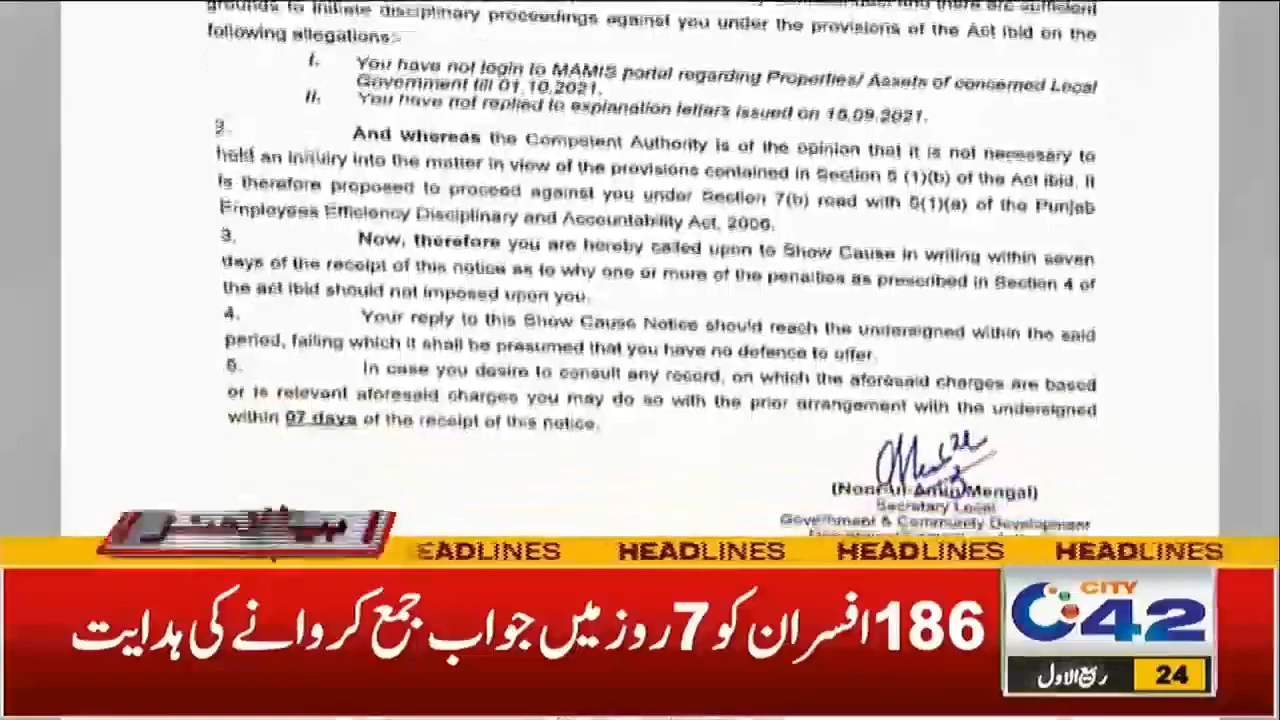 grounds to initiate disciplinary proceedings against you under the provisions of the Act ibid on the
following allegations:-
I. You have not login to MAMIS portal regarding Properties/ Assets of concerned Local
Government till 01.10.2021.
II. You have not replied to explanation letters issued on 15.09.2021.
2. And whereas the Competent Authority is of the opinion that it is not necessary to
hold an inquiry into the matter in view of the provisions contained in Section 5 (1)(b) of the Act ibid. It
is therefore proposed to proceed against you under Section 7(b) read with 5(1)(a) of the Punjab
Employees Efficiency Disciplinary and Accountability Act, 2006.
3. Now, therefore you are hereby called upon to Show Cause in writing within seven
days of the receipt of this notice as to why one or more of the penalties as prescribed in Section 4 of
the act ibid should not imposed upon you.
4. Your reply to this Show Cause Notice should reach the undersigned within the said
period, failing which it shall be presumed that you have no defence to offer.
5. In case you desire to consult any record, on which the aforesaid charges are based
or is relevant aforesaid charges you may do so with the prior arrangement with the undersigned
within 07 days of the receipt of this notice.
(Noor ul Amin Mengal)
Secretary Local
Government & Community Development
EADLINES HEADLINES HEADLINES HEADLINES
186 افسران کو 7 روز میں جواب جمع کروانے کی ہدایت
CITY
42
24 ربیع الاول